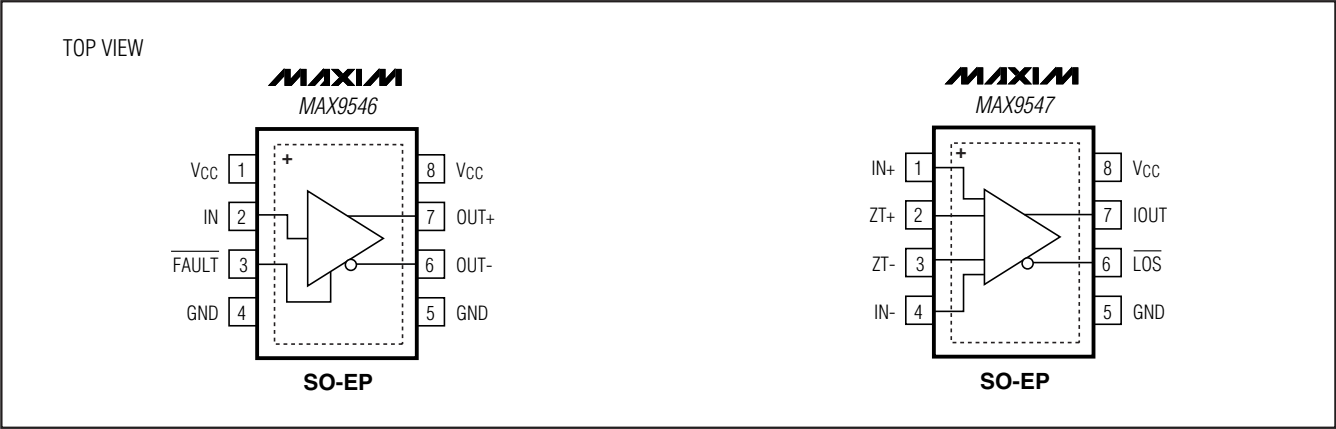 TOP VIEW
MAXIM
MAX9546
+
VCC 1
IN 2
FAULT 3
GND 4
8 VCC
7 OUT+
6 OUT-
5 GND
SO-EP
MAXIM
MAX9547
+
IN+ 1
ZT+ 2
ZT- 3
IN- 4
8 VCC
7 IOUT
6 LOS
5 GND
SO-EP